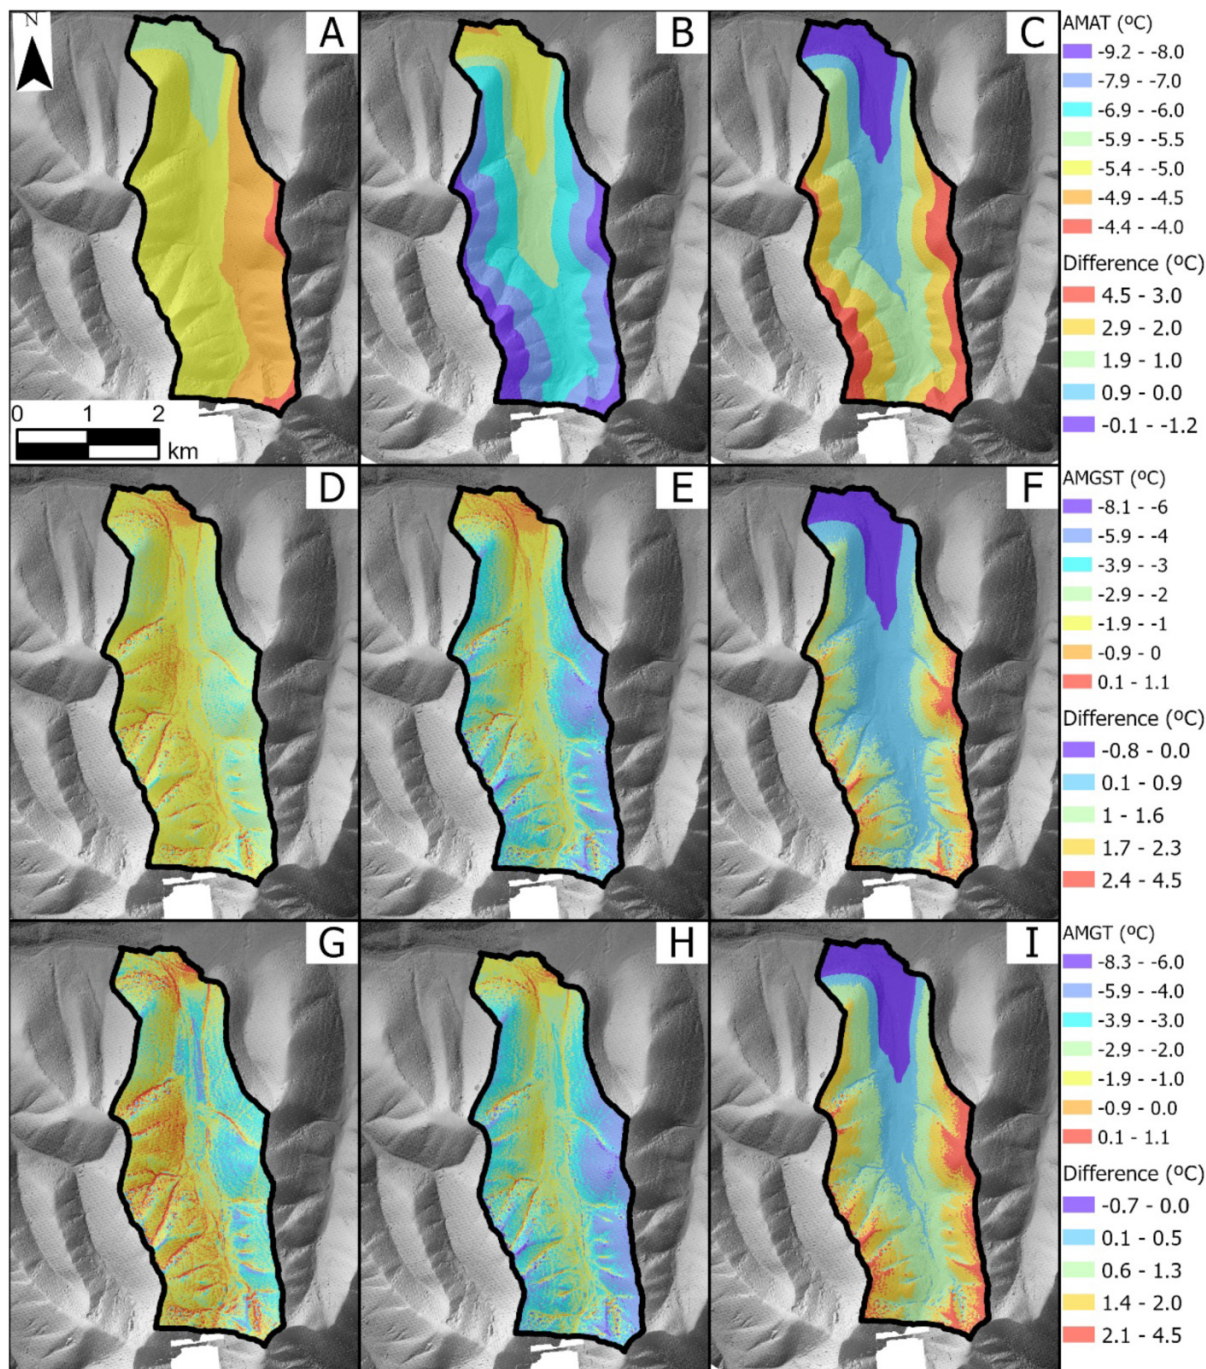 N
A
B
C
0 1 2
km
D
E
F
G
H
I
AMAT (ºC)
-9.2 - -8.0
-7.9 - -7.0
-6.9 - -6.0
-5.9 - -5.5
-5.4 - -5.0
-4.9 - -4.5
-4.4 - -4.0
Difference (ºC)
4.5 - 3.0
2.9 - 2.0
1.9 - 1.0
0.9 - 0.0
-0.1 - -1.2
AMGST (ºC)
-8.1 - -6
-5.9 - -4
-3.9 - -3
-2.9 - -2
-1.9 - -1
-0.9 - 0
0.1 - 1.1
Difference (ºC)
-0.8 - 0.0
0.1 - 0.9
1 - 1.6
1.7 - 2.3
2.4 - 4.5
AMGT (ºC)
-8.3 - -6.0
-5.9 - -4.0
-3.9 - -3.0
-2.9 - -2.0
-1.9 - -1.0
-0.9 - 0.0
0.1 - 1.1
Difference (ºC)
-0.7 - 0.0
0.1 - 0.5
0.6 - 1.3
1.4 - 2.0
2.1 - 4.5